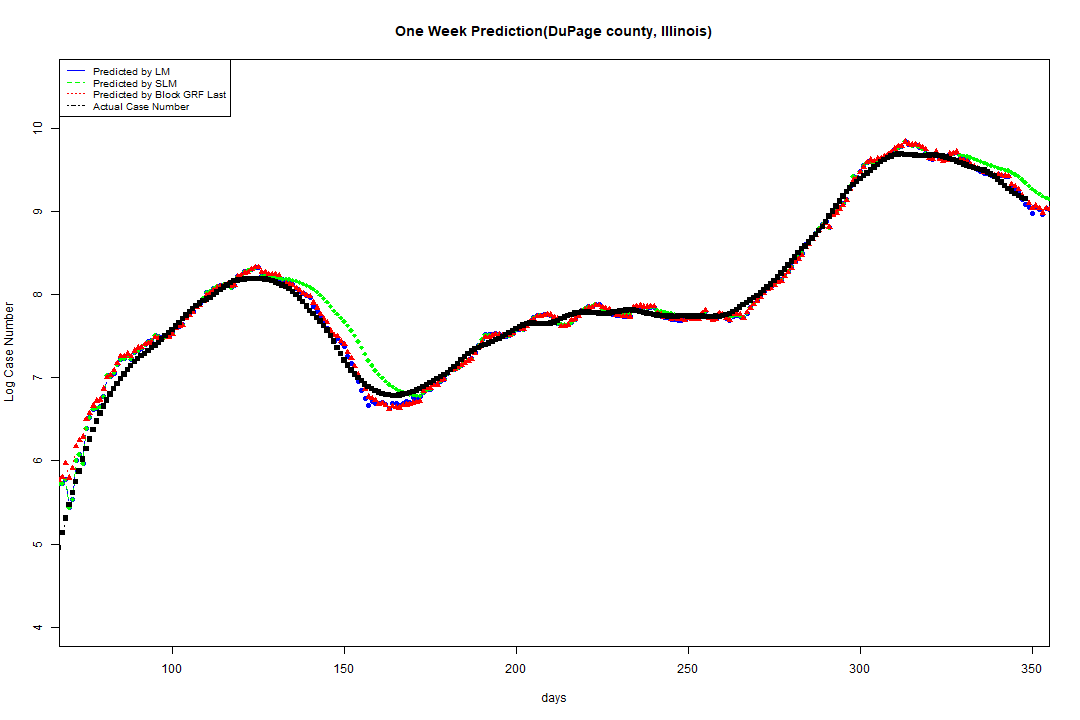 One Week Prediction(DuPage county, Illinois)
Predicted by LM
Predicted by SLM
Predicted by Block GRF Last
Actual Case Number
10
9
8
7
6
5
4
Log Case Number
100 150 200 250 300 350
days